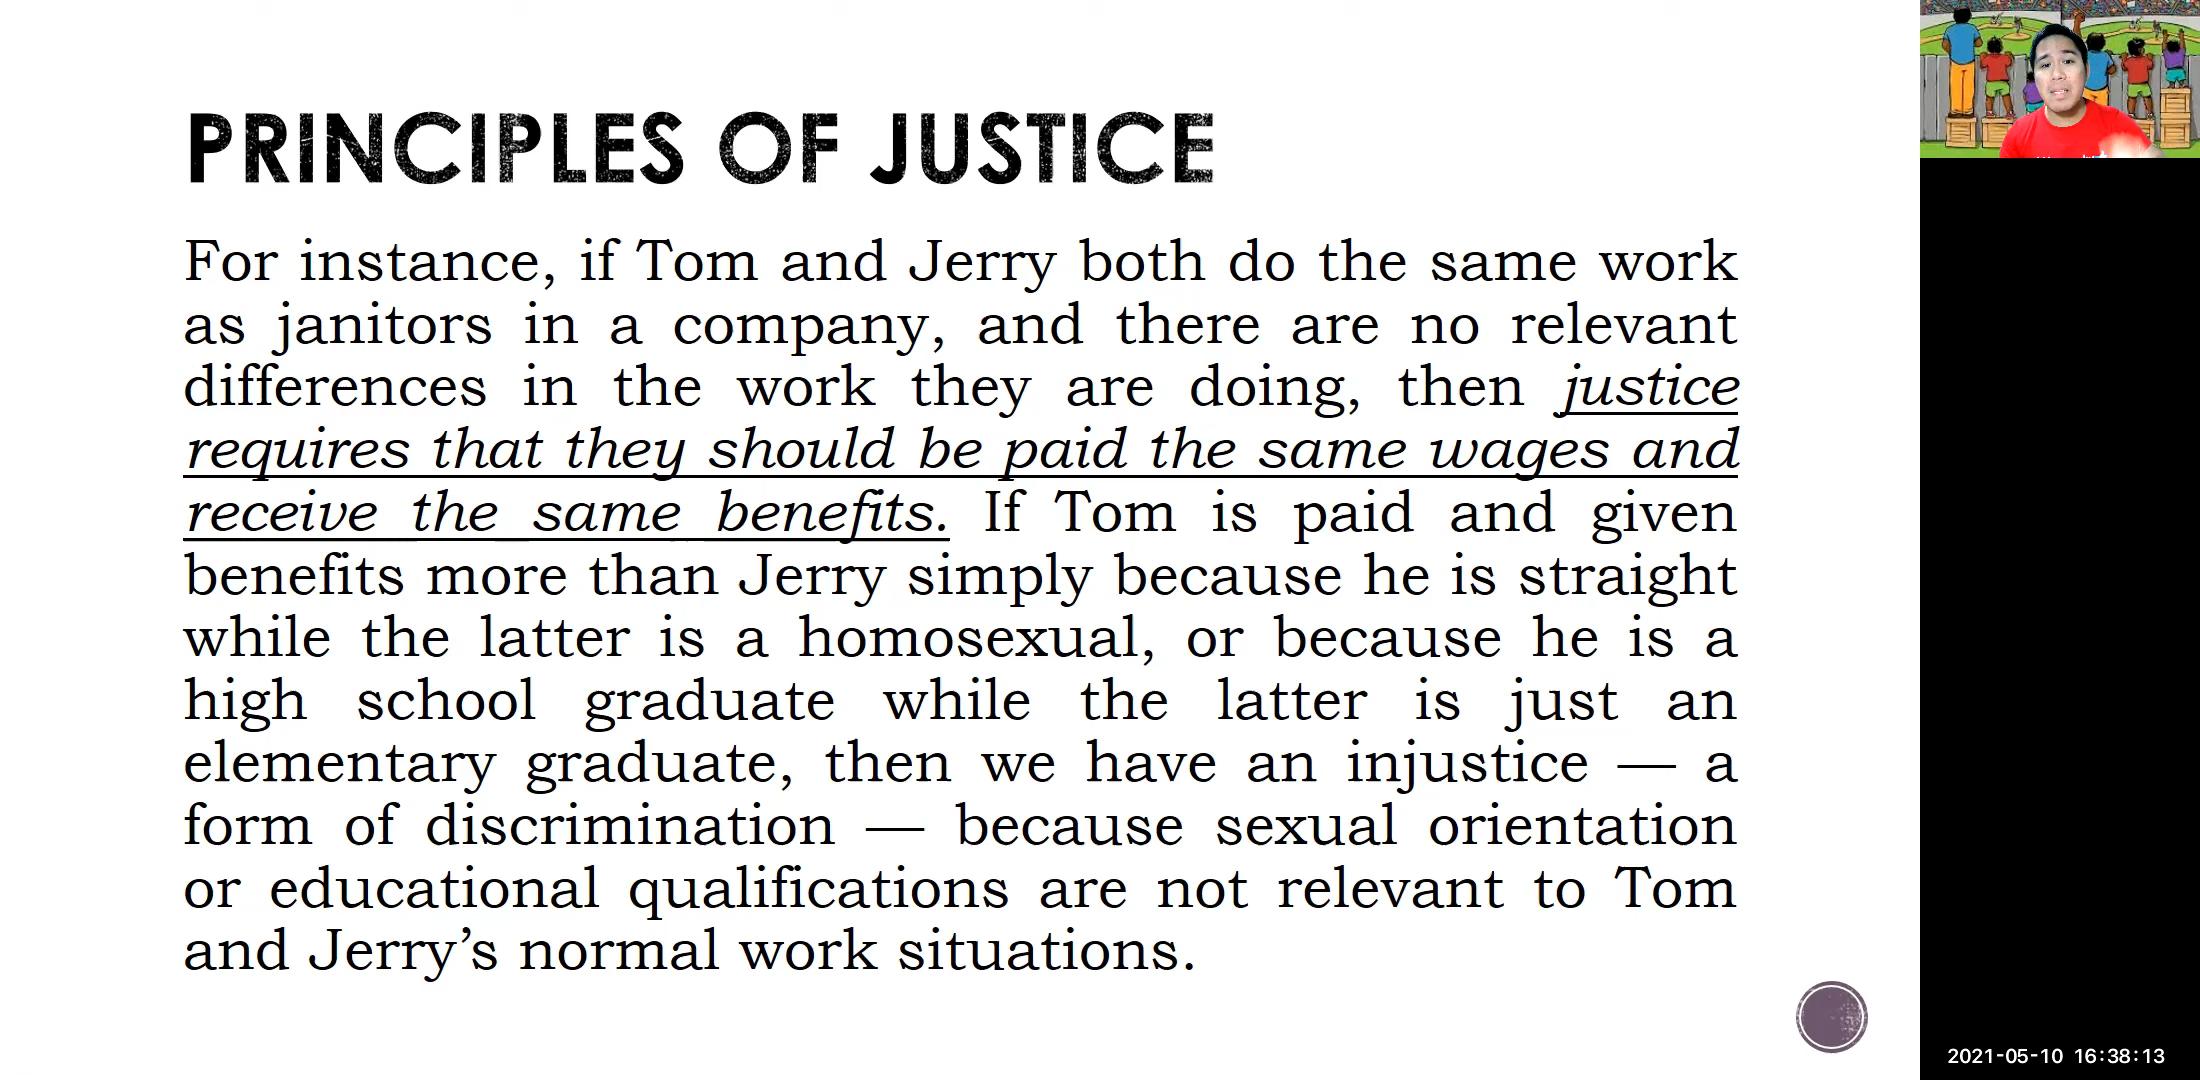 PRINCIPLES OF JUSTICE
For instance, if Tom and Jerry both do the same work
as janitors in a company, and there are no relevant
differences in the work they are doing, then justice
requires that they should be paid the same wages and
receive the same benefits. If Tom is paid and given
benefits more than Jerry simply because he is straight
while the latter is a homosexual, or because he is a
high school graduate while the latter is just an
elementary graduate, then we have an injustice — a
form of discrimination — because sexual orientation
or educational qualifications are not relevant to Tom
and Jerry’s normal work situations.
2021-05-10 16:38:13